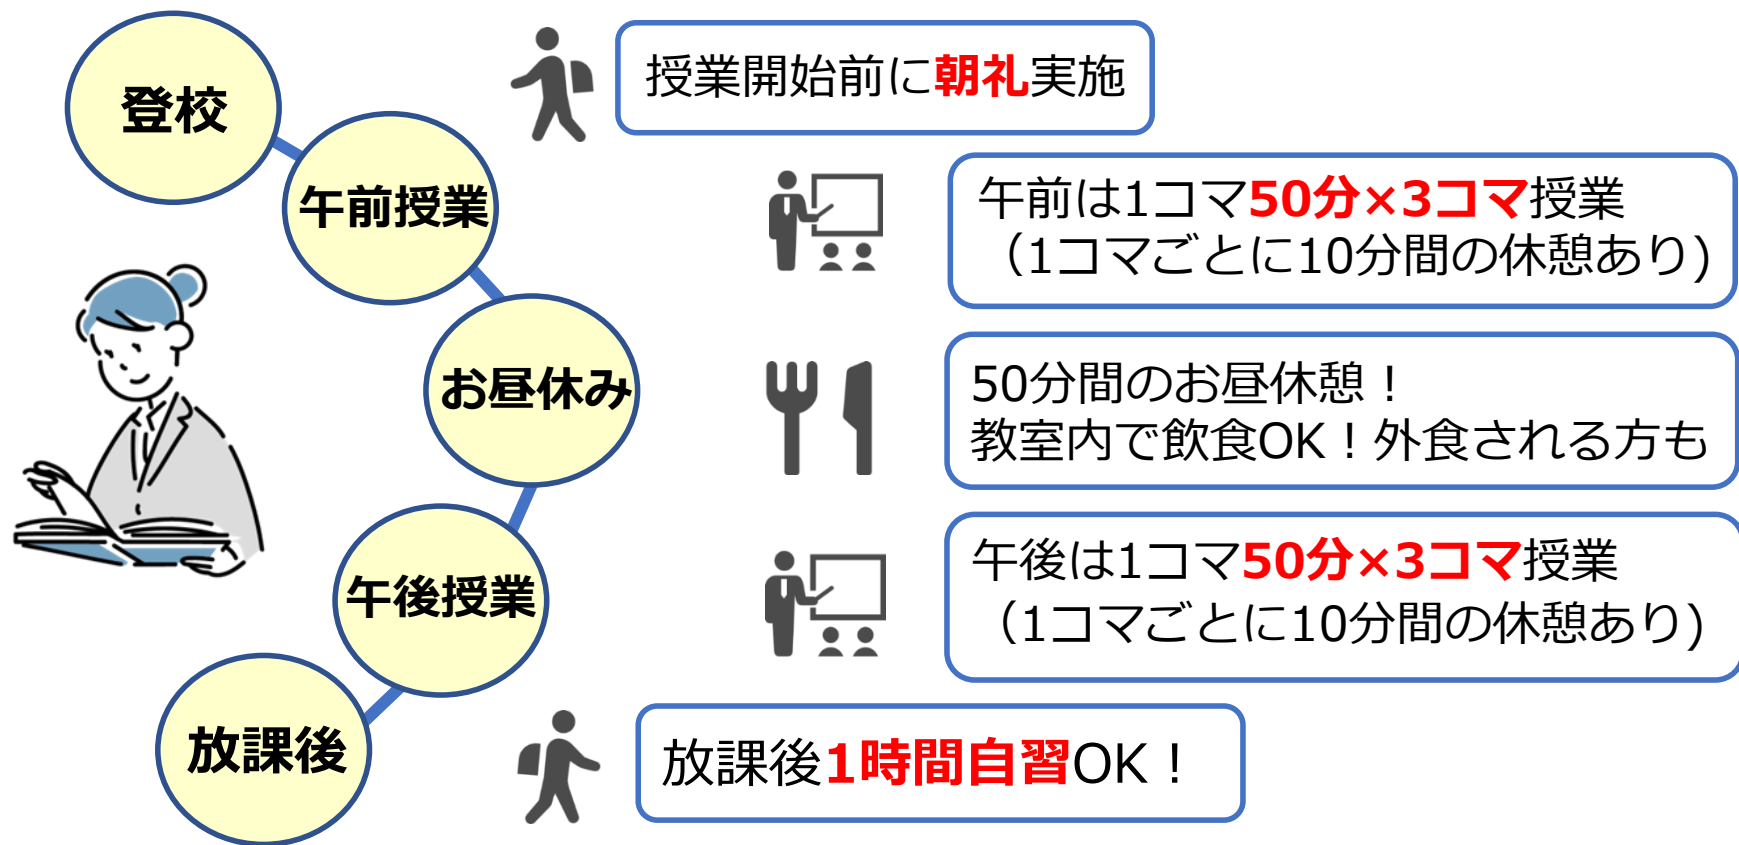 登校
授業開始前に朝礼実施
午前授業
午前は1コマ50分×3コマ授業
（1コマごとに10分間の休憩あり)
お昼休み
50分間のお昼休憩！
教室内で飲食OK！外食される方も
午後授業
午後は1コマ50分×3コマ授業
（1コマごとに10分間の休憩あり)
放課後
放課後1時間自習OK！